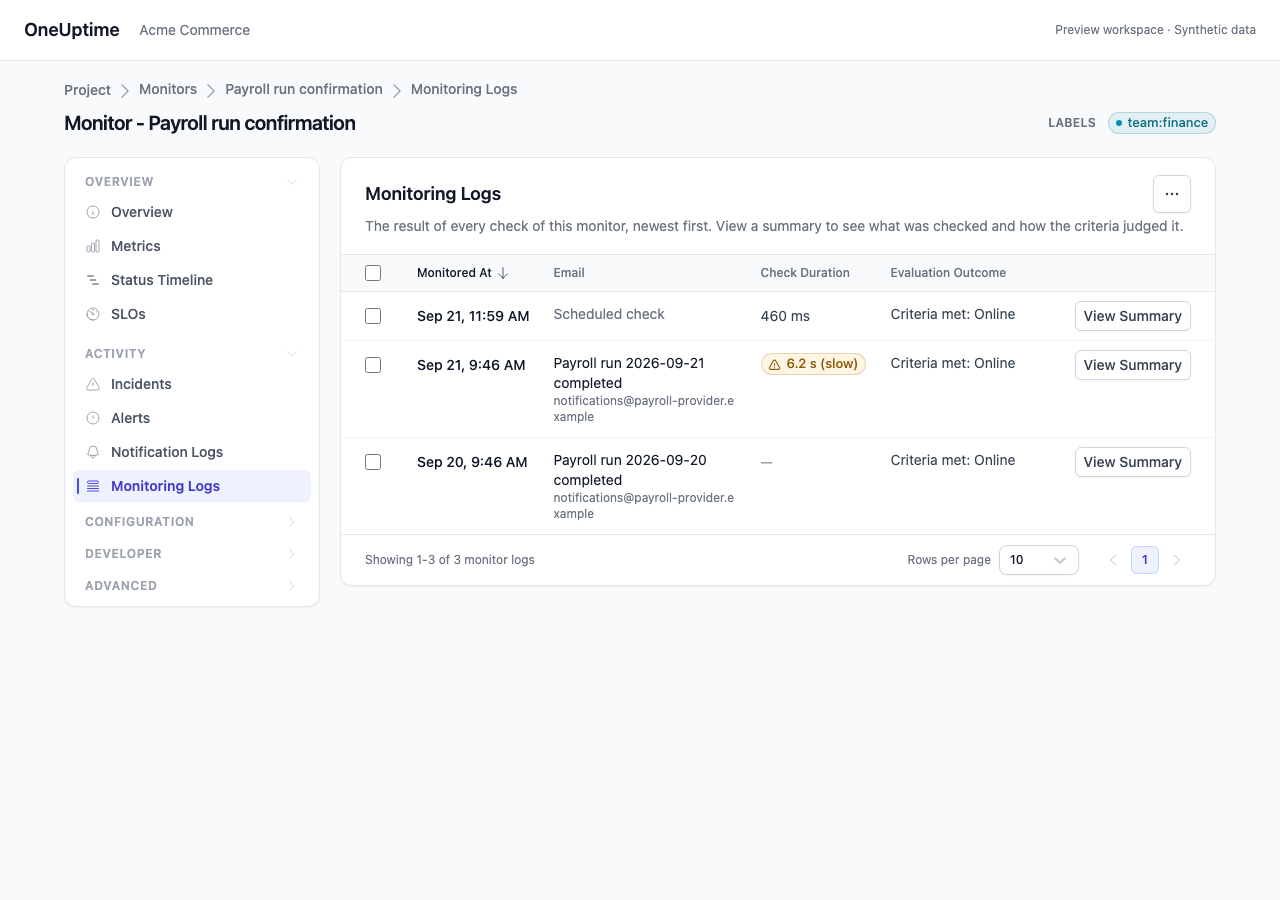 OneUptime
Acme Commerce
Preview workspace · Synthetic data
Project
Monitors
Payroll run confirmation
Monitoring Logs
Monitor - Payroll run confirmation
LABELS
team:finance
OVERVIEW
Overview
Metrics
Status Timeline
SLOs
ACTIVITY
Incidents
Alerts
Notification Logs
Monitoring Logs
CONFIGURATION
DEVELOPER
ADVANCED
Monitoring Logs
The result of every check of this monitor, newest first. View a summary to see what was checked and how the criteria judged it.
Monitored At
Email
Check Duration
Evaluation Outcome
Sep 21, 11:59 AM
Scheduled check
460 ms
Criteria met: Online
View Summary
Sep 21, 9:46 AM
Payroll run 2026-09-21
completed
notifications@payroll-provider.e
xample
6.2 s (slow)
Criteria met: Online
View Summary
Sep 20, 9:46 AM
Payroll run 2026-09-20
completed
notifications@payroll-provider.e
xample
—
Criteria met: Online
View Summary
Showing 1-3 of 3 monitor logs
Rows per page
10
1